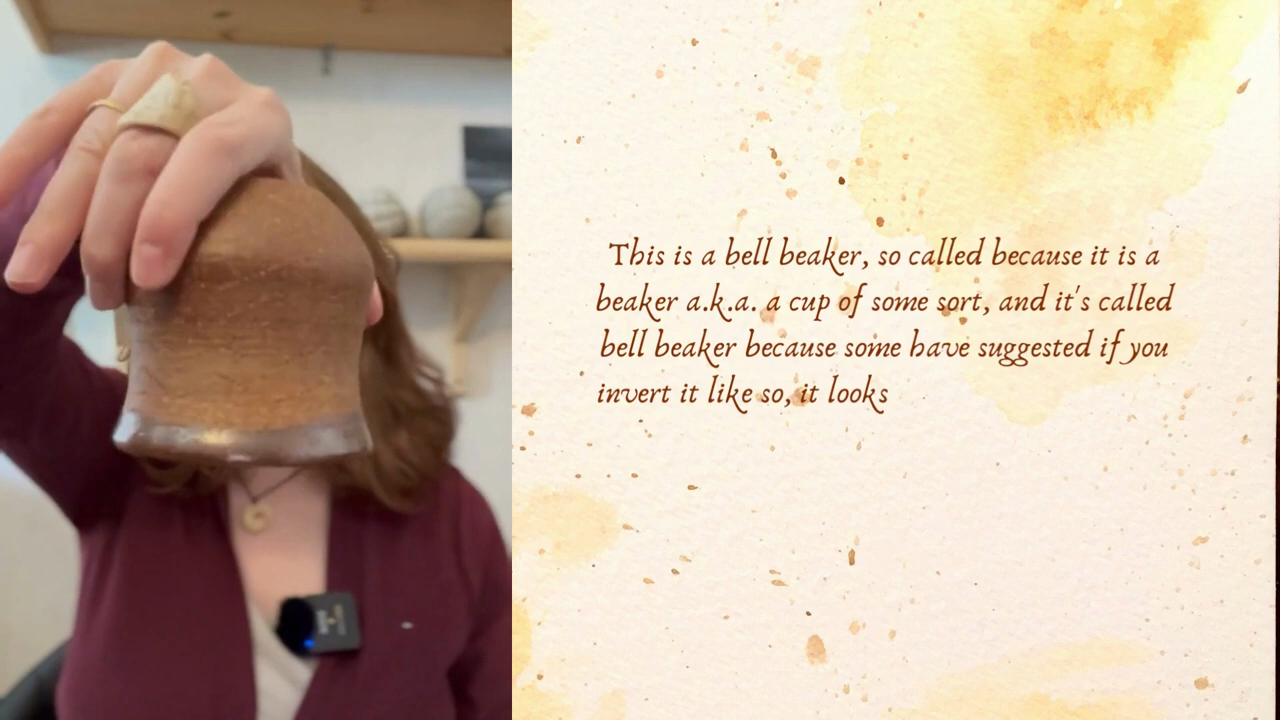 This is a bell beaker, so called because it is a
beaker a.k.a. a cup of some sort, and it's called
bell beaker because some have suggested if you
invert it like so, it looks